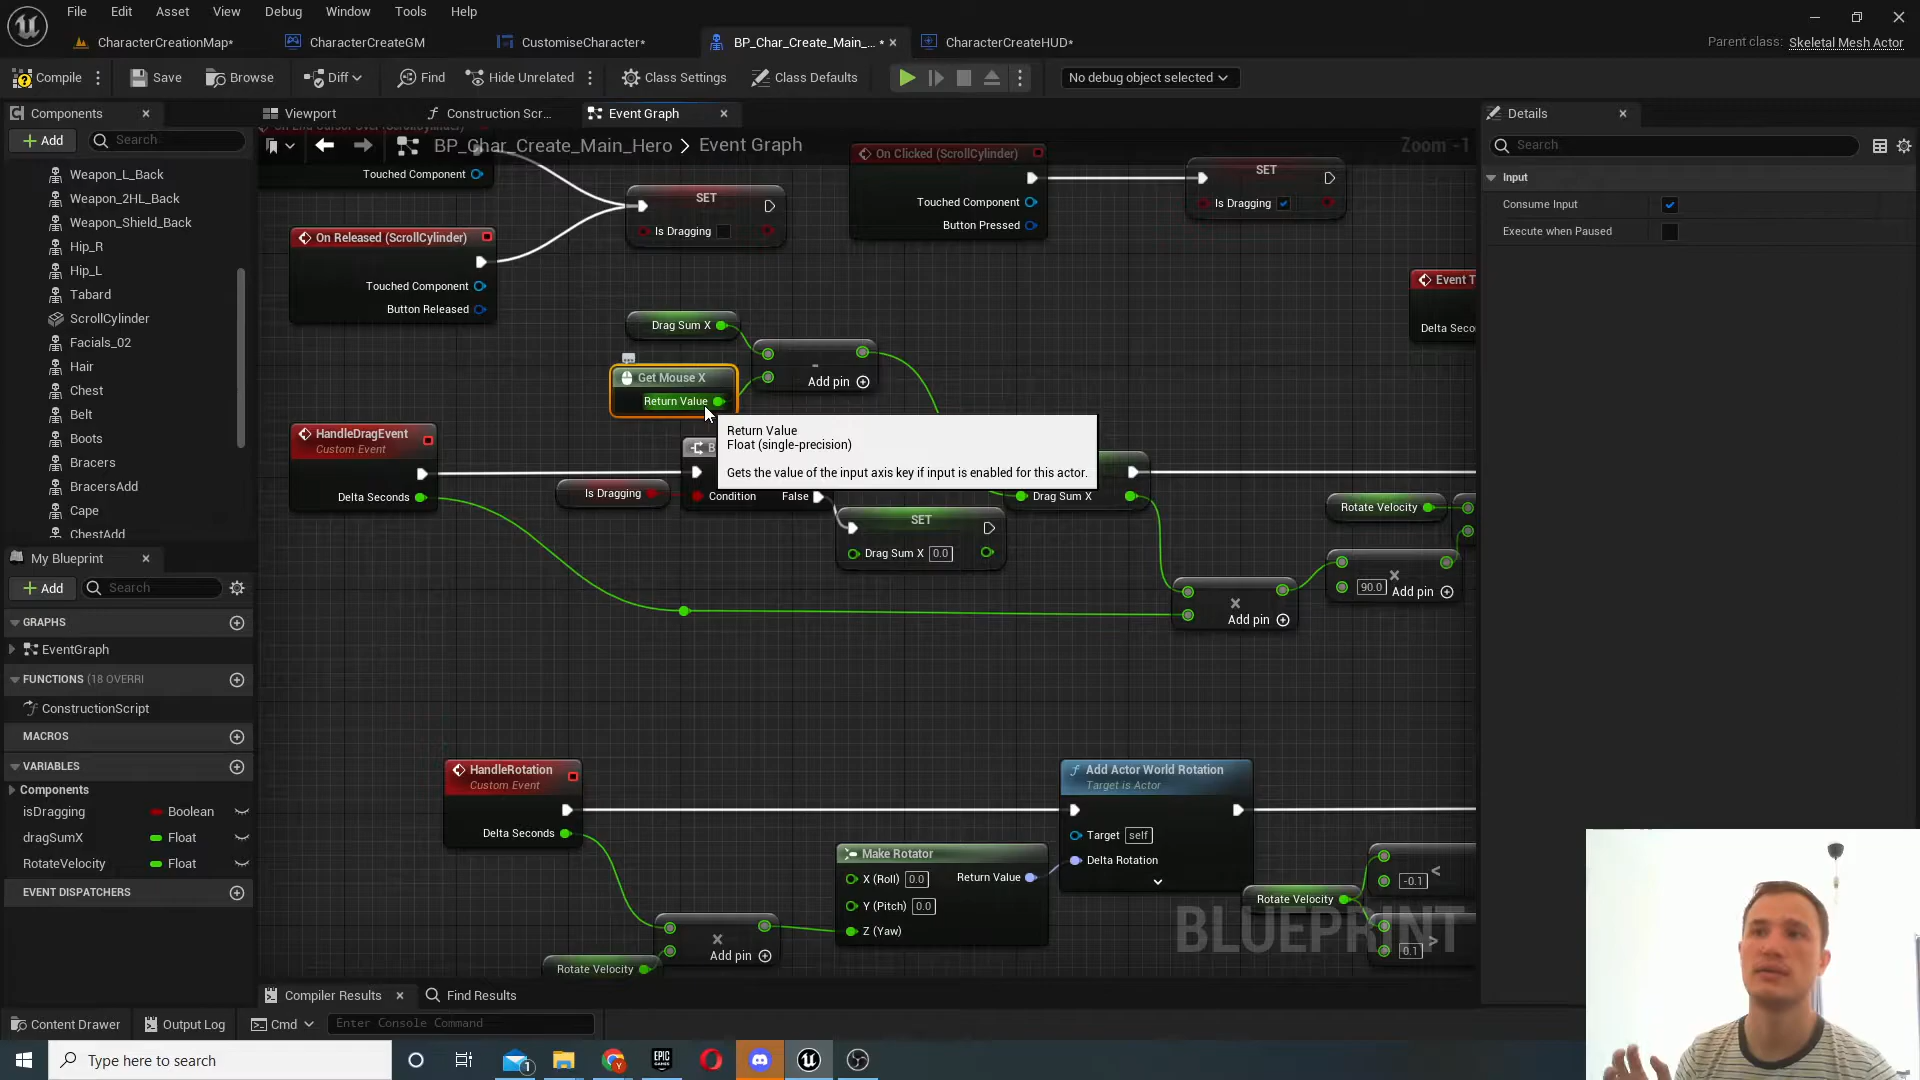 File Edit Asset View Debug Window Tools Help
CharacterCreationMap* CharacterCreateGM CustomiseCharacter* BP_Char_Create_Main_... * CharacterCreateHUD* Parent class: Skeletal Mesh Actor
Compile Save Browse Diff Find Hide Unrelated Class Settings Class Defaults No debug object selected
Components Viewport Construction Scr... Event Graph Details
Add Search
BP_Char_Create_Main_Hero > Event Graph Zoom -1
Search
Weapon_L_Back
Weapon_2HL_Back
Weapon_Shield_Back
Hip_R
Hip_L
Tabard
ScrollCylinder
Facials_02
Hair
Chest
Belt
Boots
Bracers
BracersAdd
Cape
ChestAdd
My Blueprint
Add Search
GRAPHS
EventGraph
FUNCTIONS (18 OVERRI
ConstructionScript
MACROS
VARIABLES
Components
isDragging Boolean
dragSumX Float
RotateVelocity Float
EVENT DISPATCHERS
Touched Component
On Released (ScrollCylinder)
Touched Component
Button Released
SET
Is Dragging
On Clicked (ScrollCylinder)
Touched Component
Button Pressed
SET
Is Dragging
Event T
Delta Seco
Drag Sum X
Get Mouse X
Return Value
-
Add pin
Return Value
Float (single-precision)
Gets the value of the input axis key if input is enabled for this actor.
HandleDragEvent
Custom Event
Delta Seconds
Is Dragging
B
Condition False
SET
Drag Sum X 0.0
Drag Sum X
Rotate Velocity
×
Add pin
×
90.0 Add pin
HandleRotation
Custom Event
Delta Seconds
Add Actor World Rotation
Target is Actor
Target self
Delta Rotation
Make Rotator
X (Roll) 0.0 Return Value
Y (Pitch) 0.0
Z (Yaw)
×
Add pin
Rotate Velocity
Rotate Velocity
-0.1 <
0.1 >
BLUEPRINT
Input
Consume Input
Execute when Paused
Compiler Results Find Results
Content Drawer Output Log Cmd Enter Console Command
Type here to search
EPIC GAMES
1